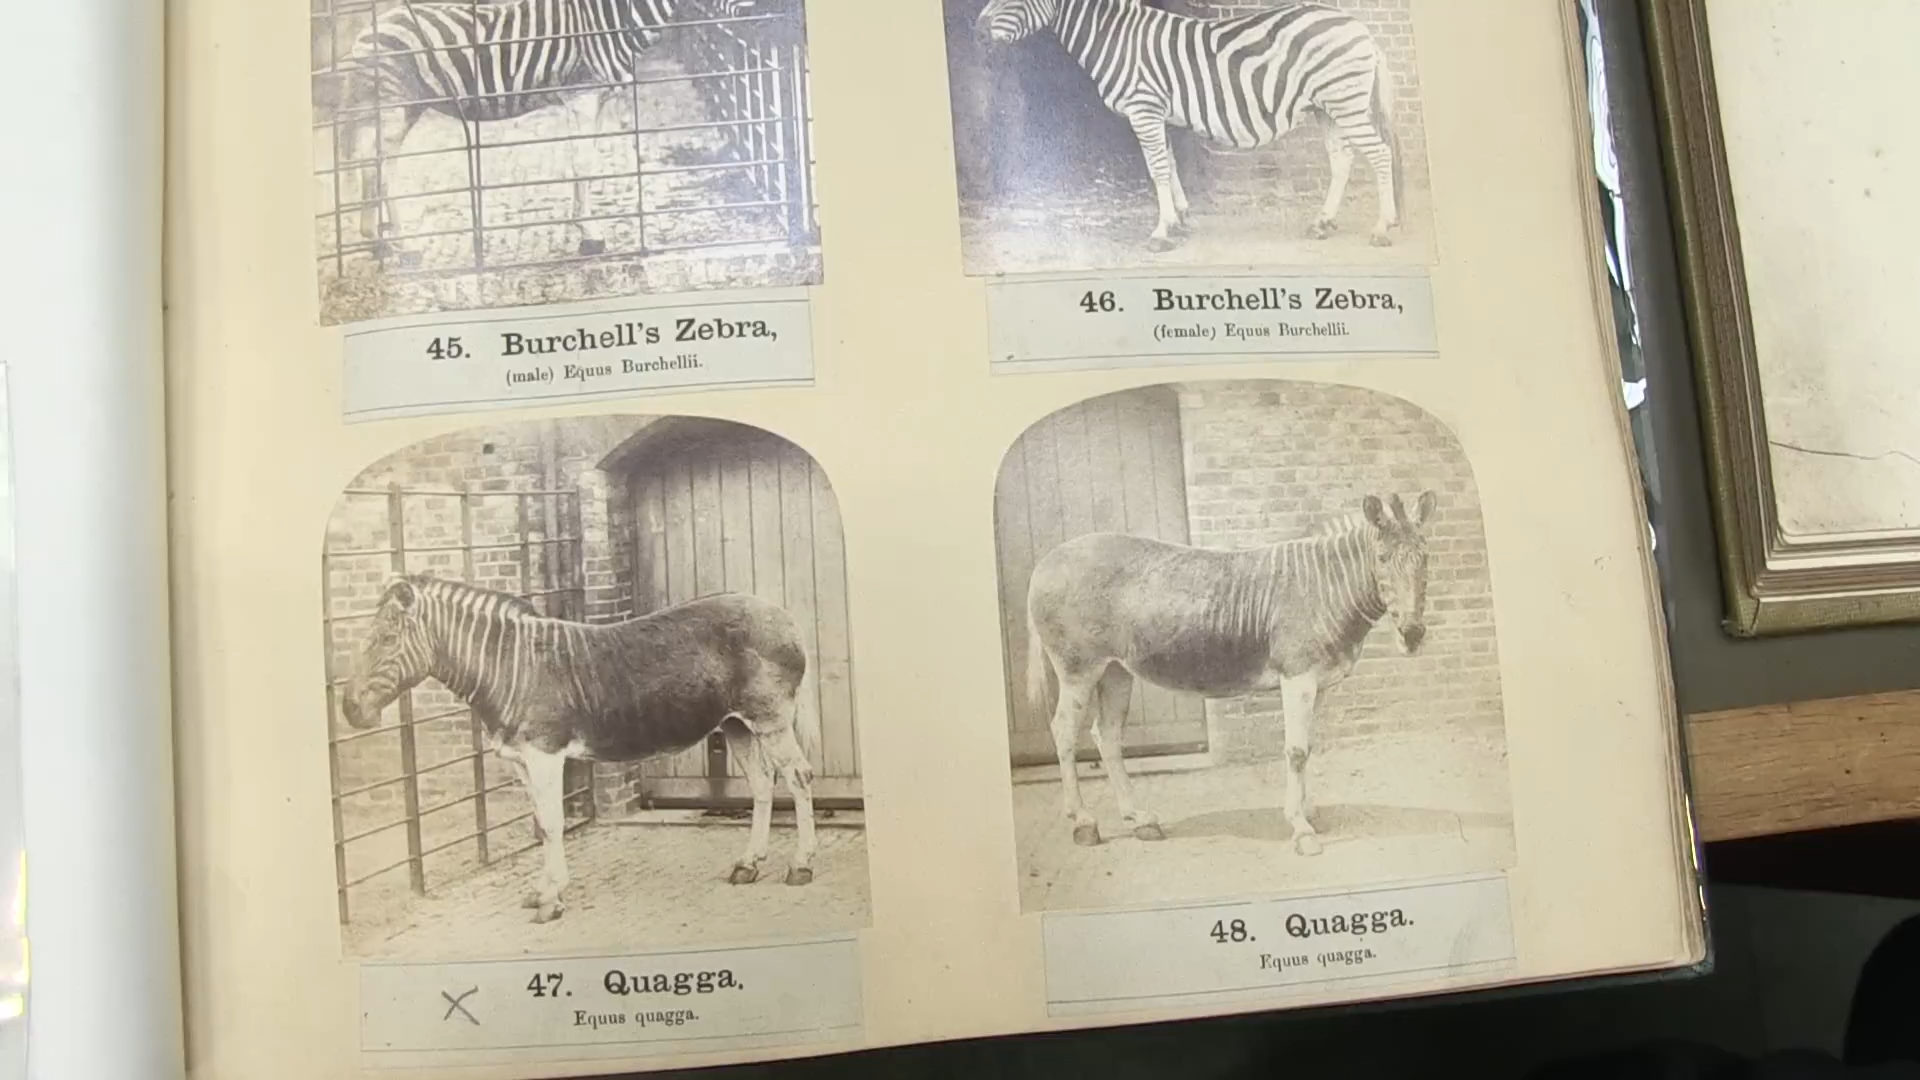 45. Burchell's Zebra,
(male) Equus Burchellii.
46. Burchell's Zebra,
(female) Equus Burchellii.
47. Quagga.
Equus quagga.
48. Quagga.
Equus quagga.